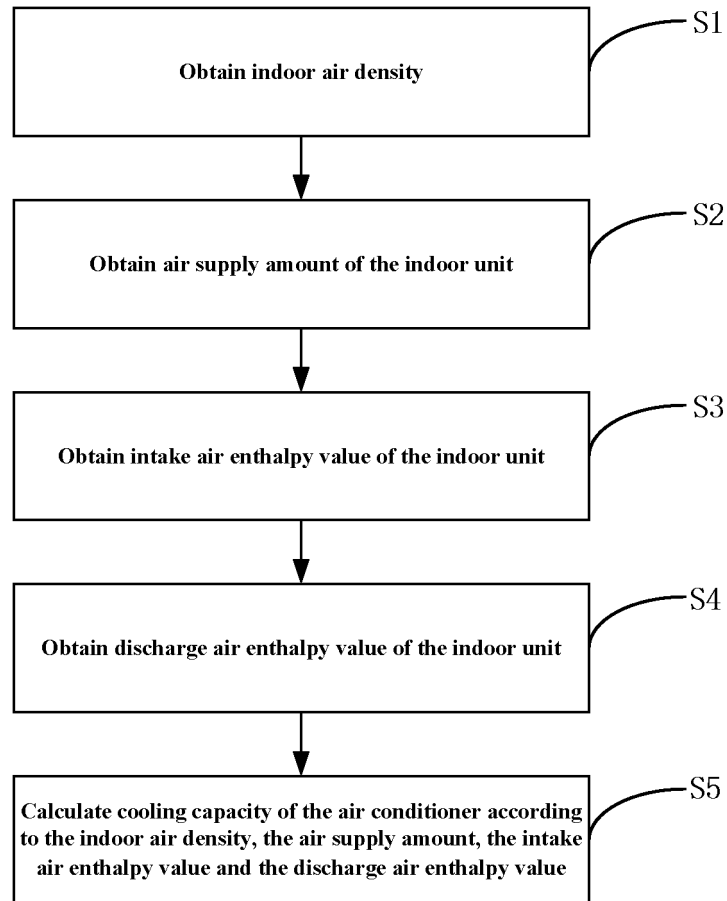 Obtain indoor air density
S1
Obtain air supply amount of the indoor unit
S2
Obtain intake air enthalpy value of the indoor unit
S3
Obtain discharge air enthalpy value of the indoor unit
S4
Calculate cooling capacity of the air conditioner according
to the indoor air density, the air supply amount, the intake
air enthalpy value and the discharge air enthalpy value
S5